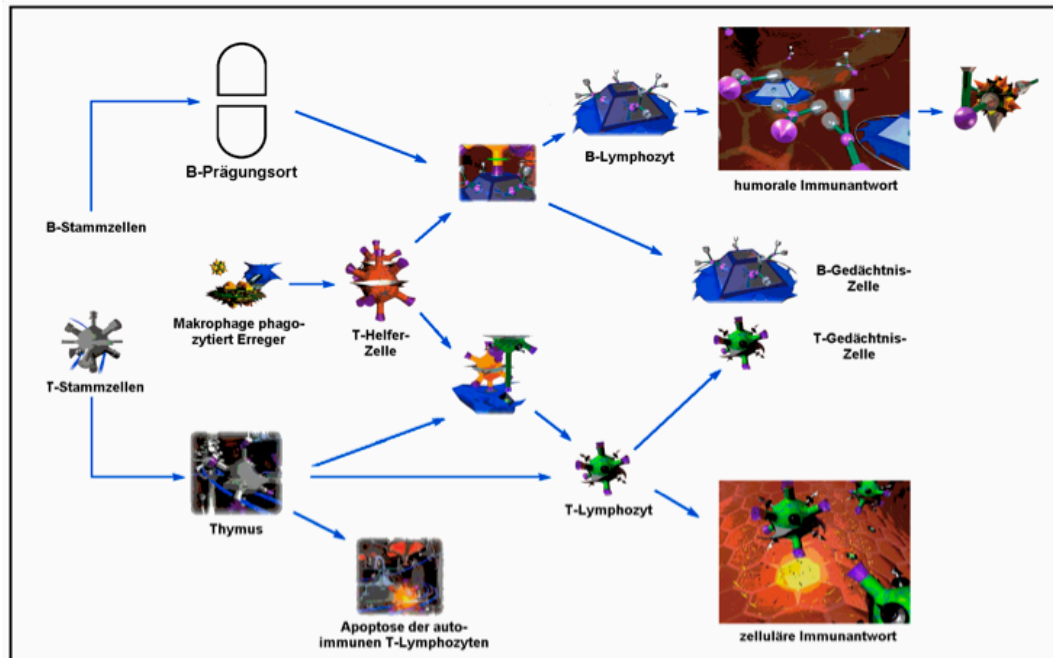 B-Prägungsort
B-Lymphozyt
humorale Immunantwort
B-Stammzellen
B-Gedächtnis-
Zelle
Makrophage phago-
zytiert Erreger
T-Helfer-
Zelle
T-Gedächtnis-
Zelle
T-Stammzellen
Thymus
T-Lymphozyt
Apoptose der auto-
immunen T-Lymphozyten
zelluläre Immunantwort